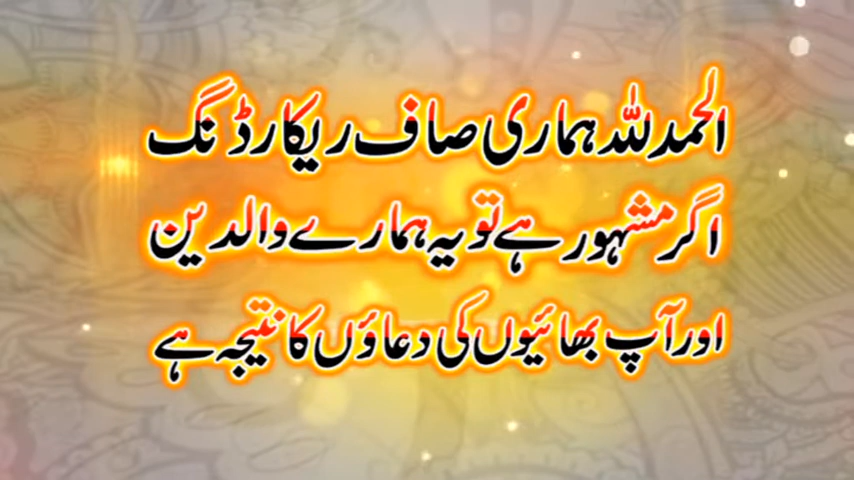 الحمدللہ ہماری صاف ریکارڈنگ
اگر مشہور ہے تو یہ ہمارے والدین
اور آپ بھائیوں کی دعاؤں کا نتیجہ ہے